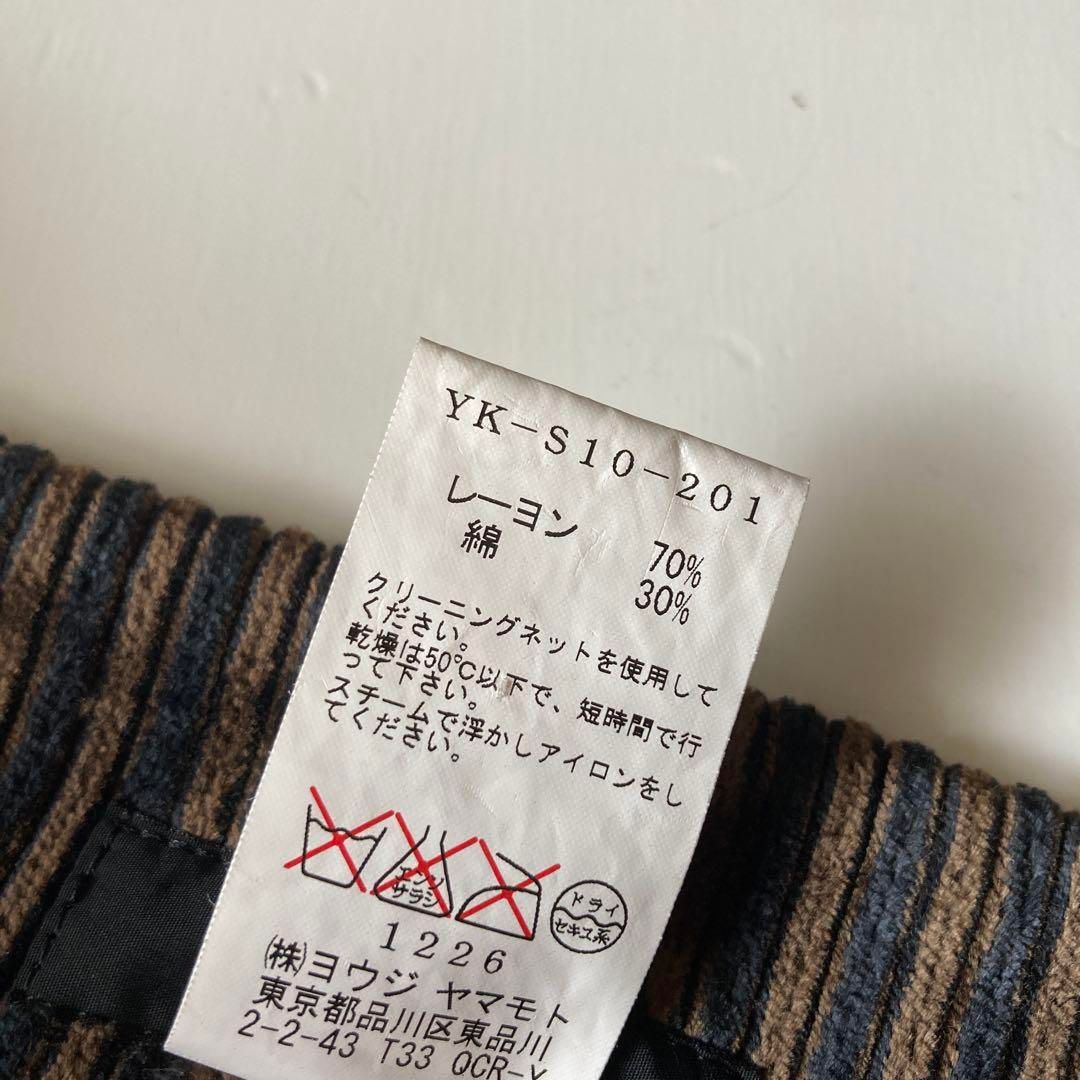 YK-S10-201
レーヨン 70%
綿 30%
クリーニングネットを使用して
ください。
乾燥は50℃以下で、短時間で行
って下さい。
スチームで浮かしアイロンをし
てください。
エンソ
サラシ
ドライ
セキユ系
1226
(株)ヨウジ ヤマモト
東京都品川区東品川
2-2-43 T33 QCR-Y